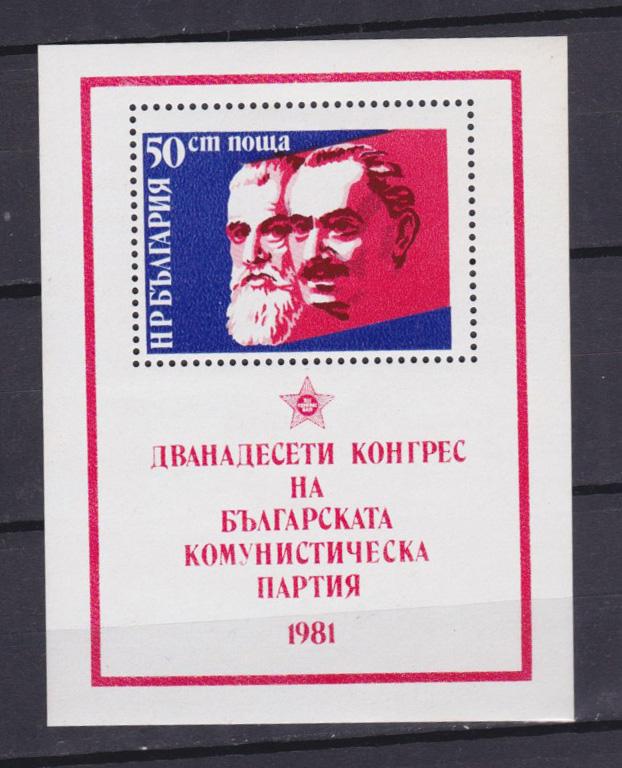 50 ст поща
НР БЪЛГАРИЯ
ДВАНАДЕСЕТИ КОНГРЕС
НА
БЪЛГАРСКАТА
КОМУНИСТИЧЕСКА
ПАРТИЯ
1981